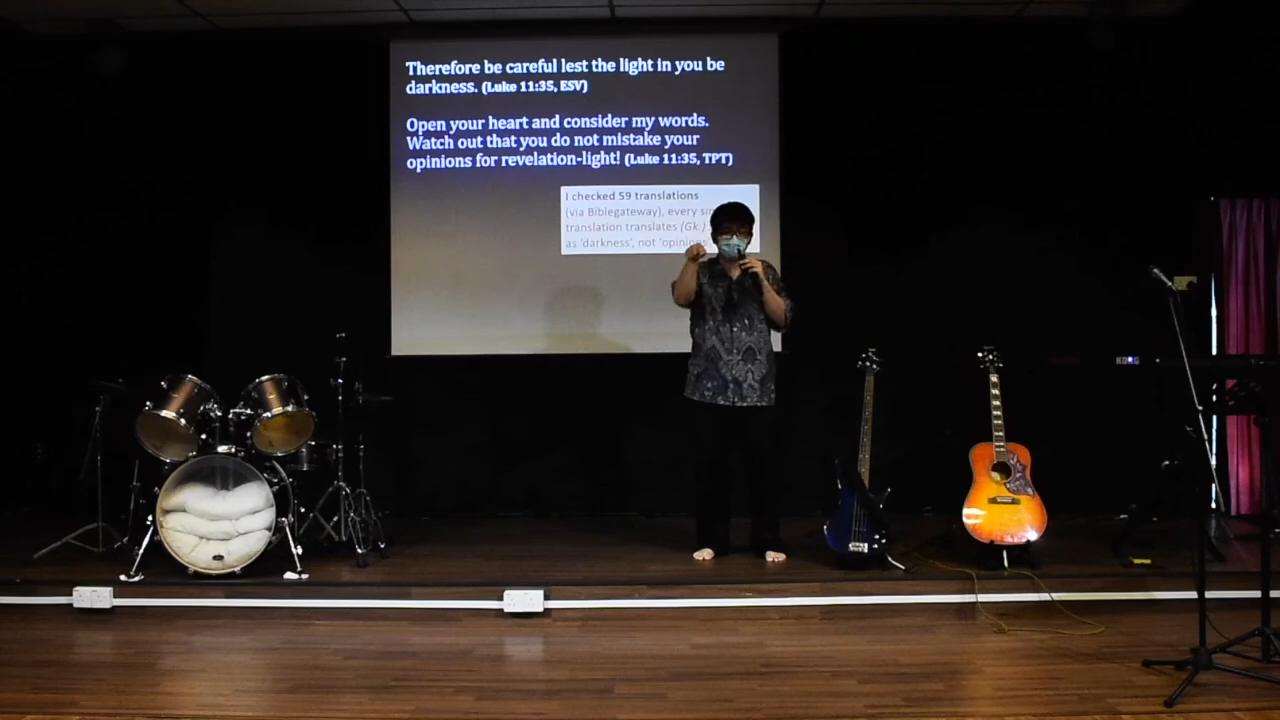 Therefore be careful lest the light in you be
darkness. (Luke 11:35, ESV)
Open your heart and consider my words.
Watch out that you do not mistake your
opinions for revelation-light! (Luke 11:35, TPT)
I checked 59 translations
(via Biblegateway), every
translation translates (Gk.)
as 'darkness', not 'opinions'
KORG